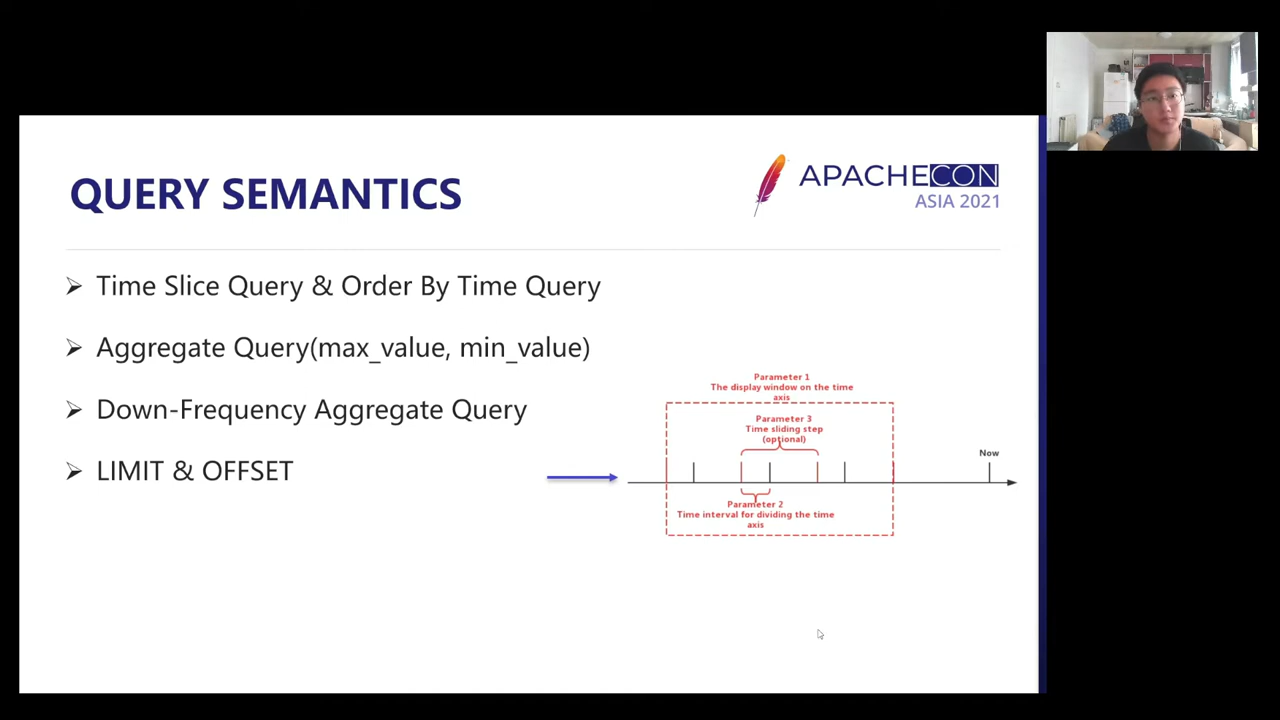 QUERY SEMANTICS
APACHECON
ASIA 2021
➢ Time Slice Query & Order By Time Query
➢ Aggregate Query(max_value, min_value)
➢ Down-Frequency Aggregate Query
➢ LIMIT & OFFSET
Parameter 1
The display window on the time
axis
Parameter 3
Time sliding step
(optional)
Now
Parameter 2
Time interval for dividing the time
axis